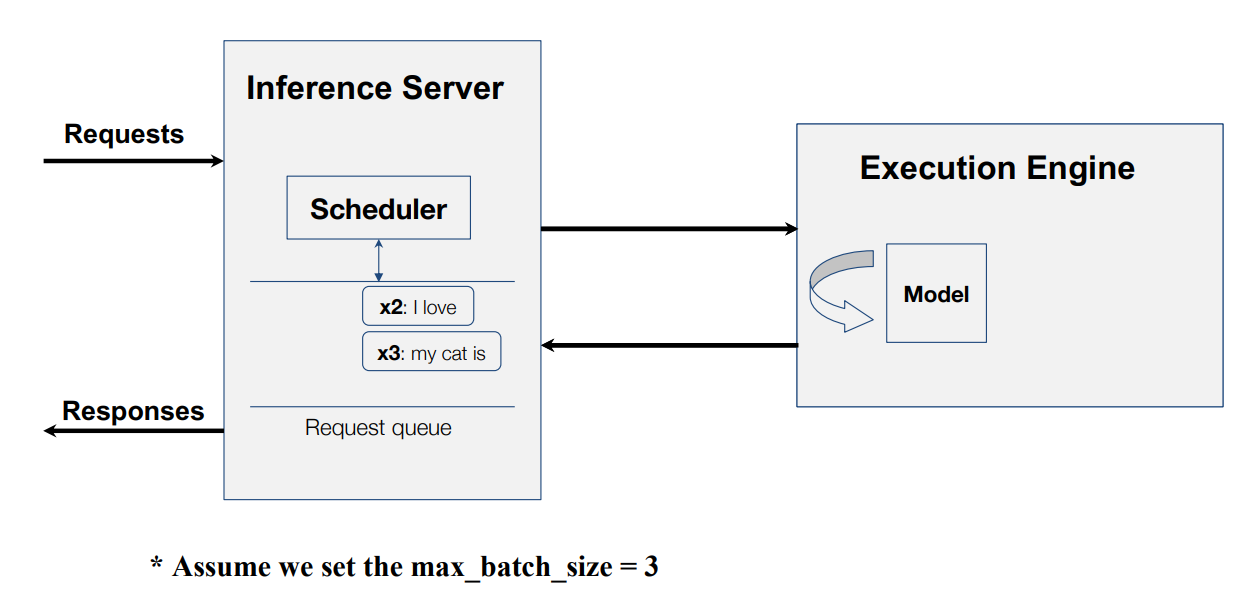 Inference Server
Requests
Scheduler
x2: I love
x3: my cat is
Request queue
Responses
Execution Engine
Model
* Assume we set the max_batch_size = 3